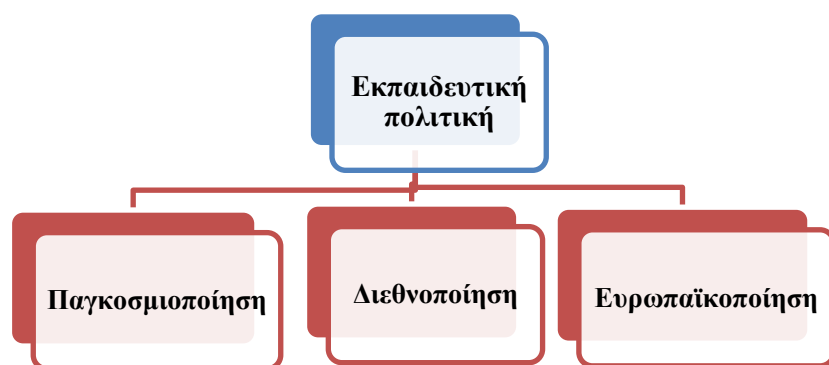 Εκπαιδευτική
πολιτική
Παγκοσμιοποίηση
Διεθνοποίηση
Ευρωπαϊκοποίηση